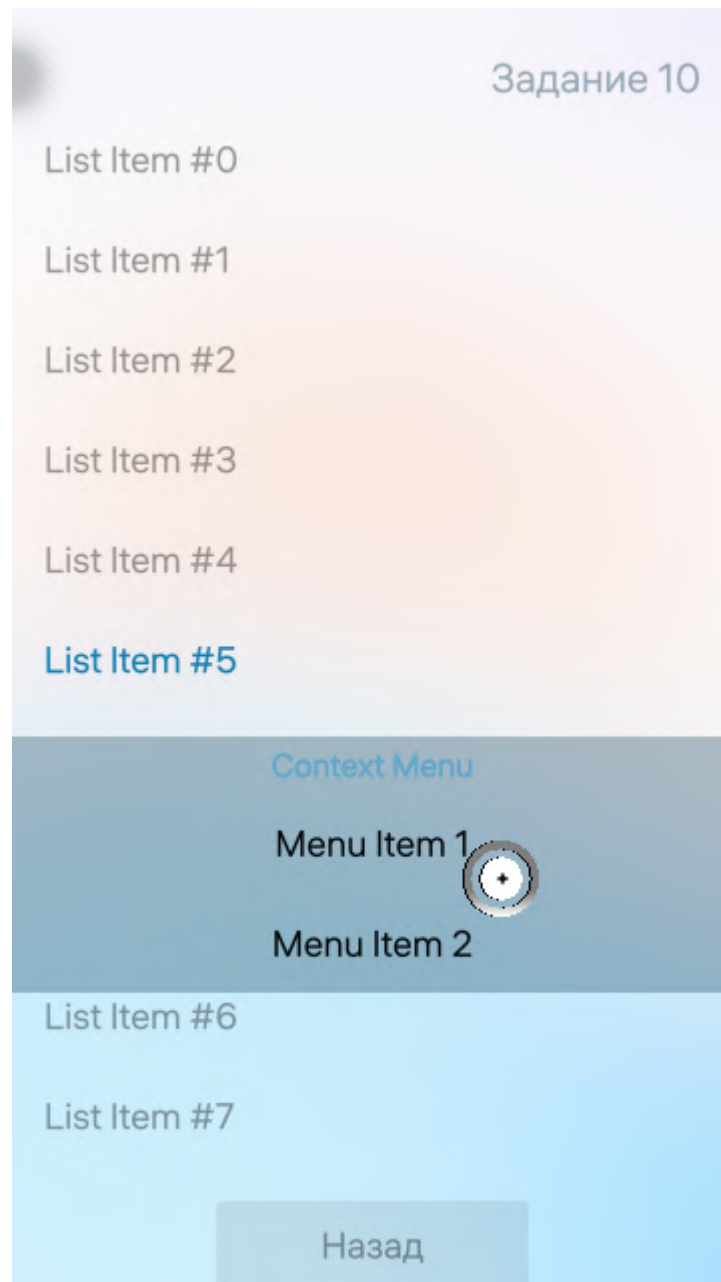 Задание 10
List Item #0
List Item #1
List Item #2
List Item #3
List Item #4
List Item #5
Context Menu
Menu Item 1
Menu Item 2
List Item #6
List Item #7
Назад